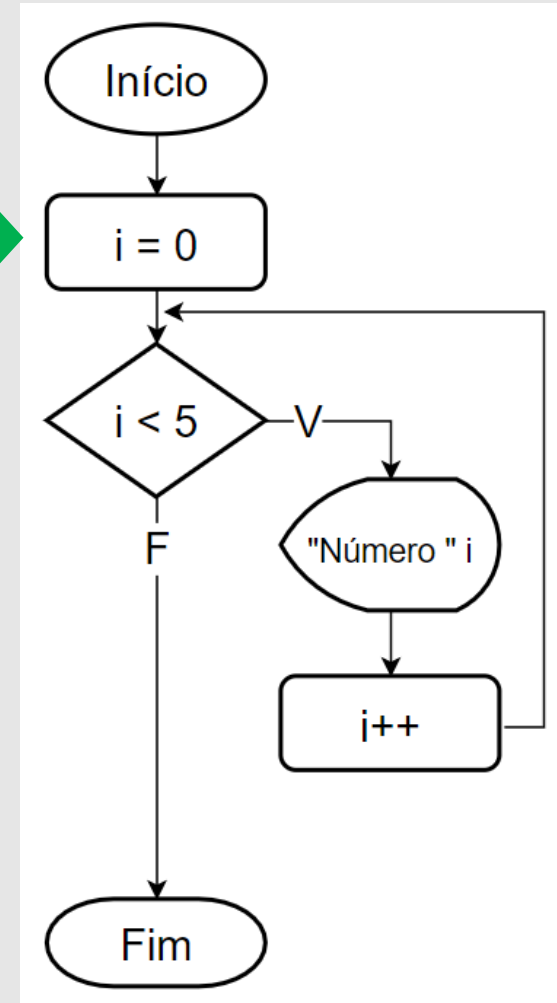 Início
i = 0
i < 5
V
F
"Número " i
i++
Fim